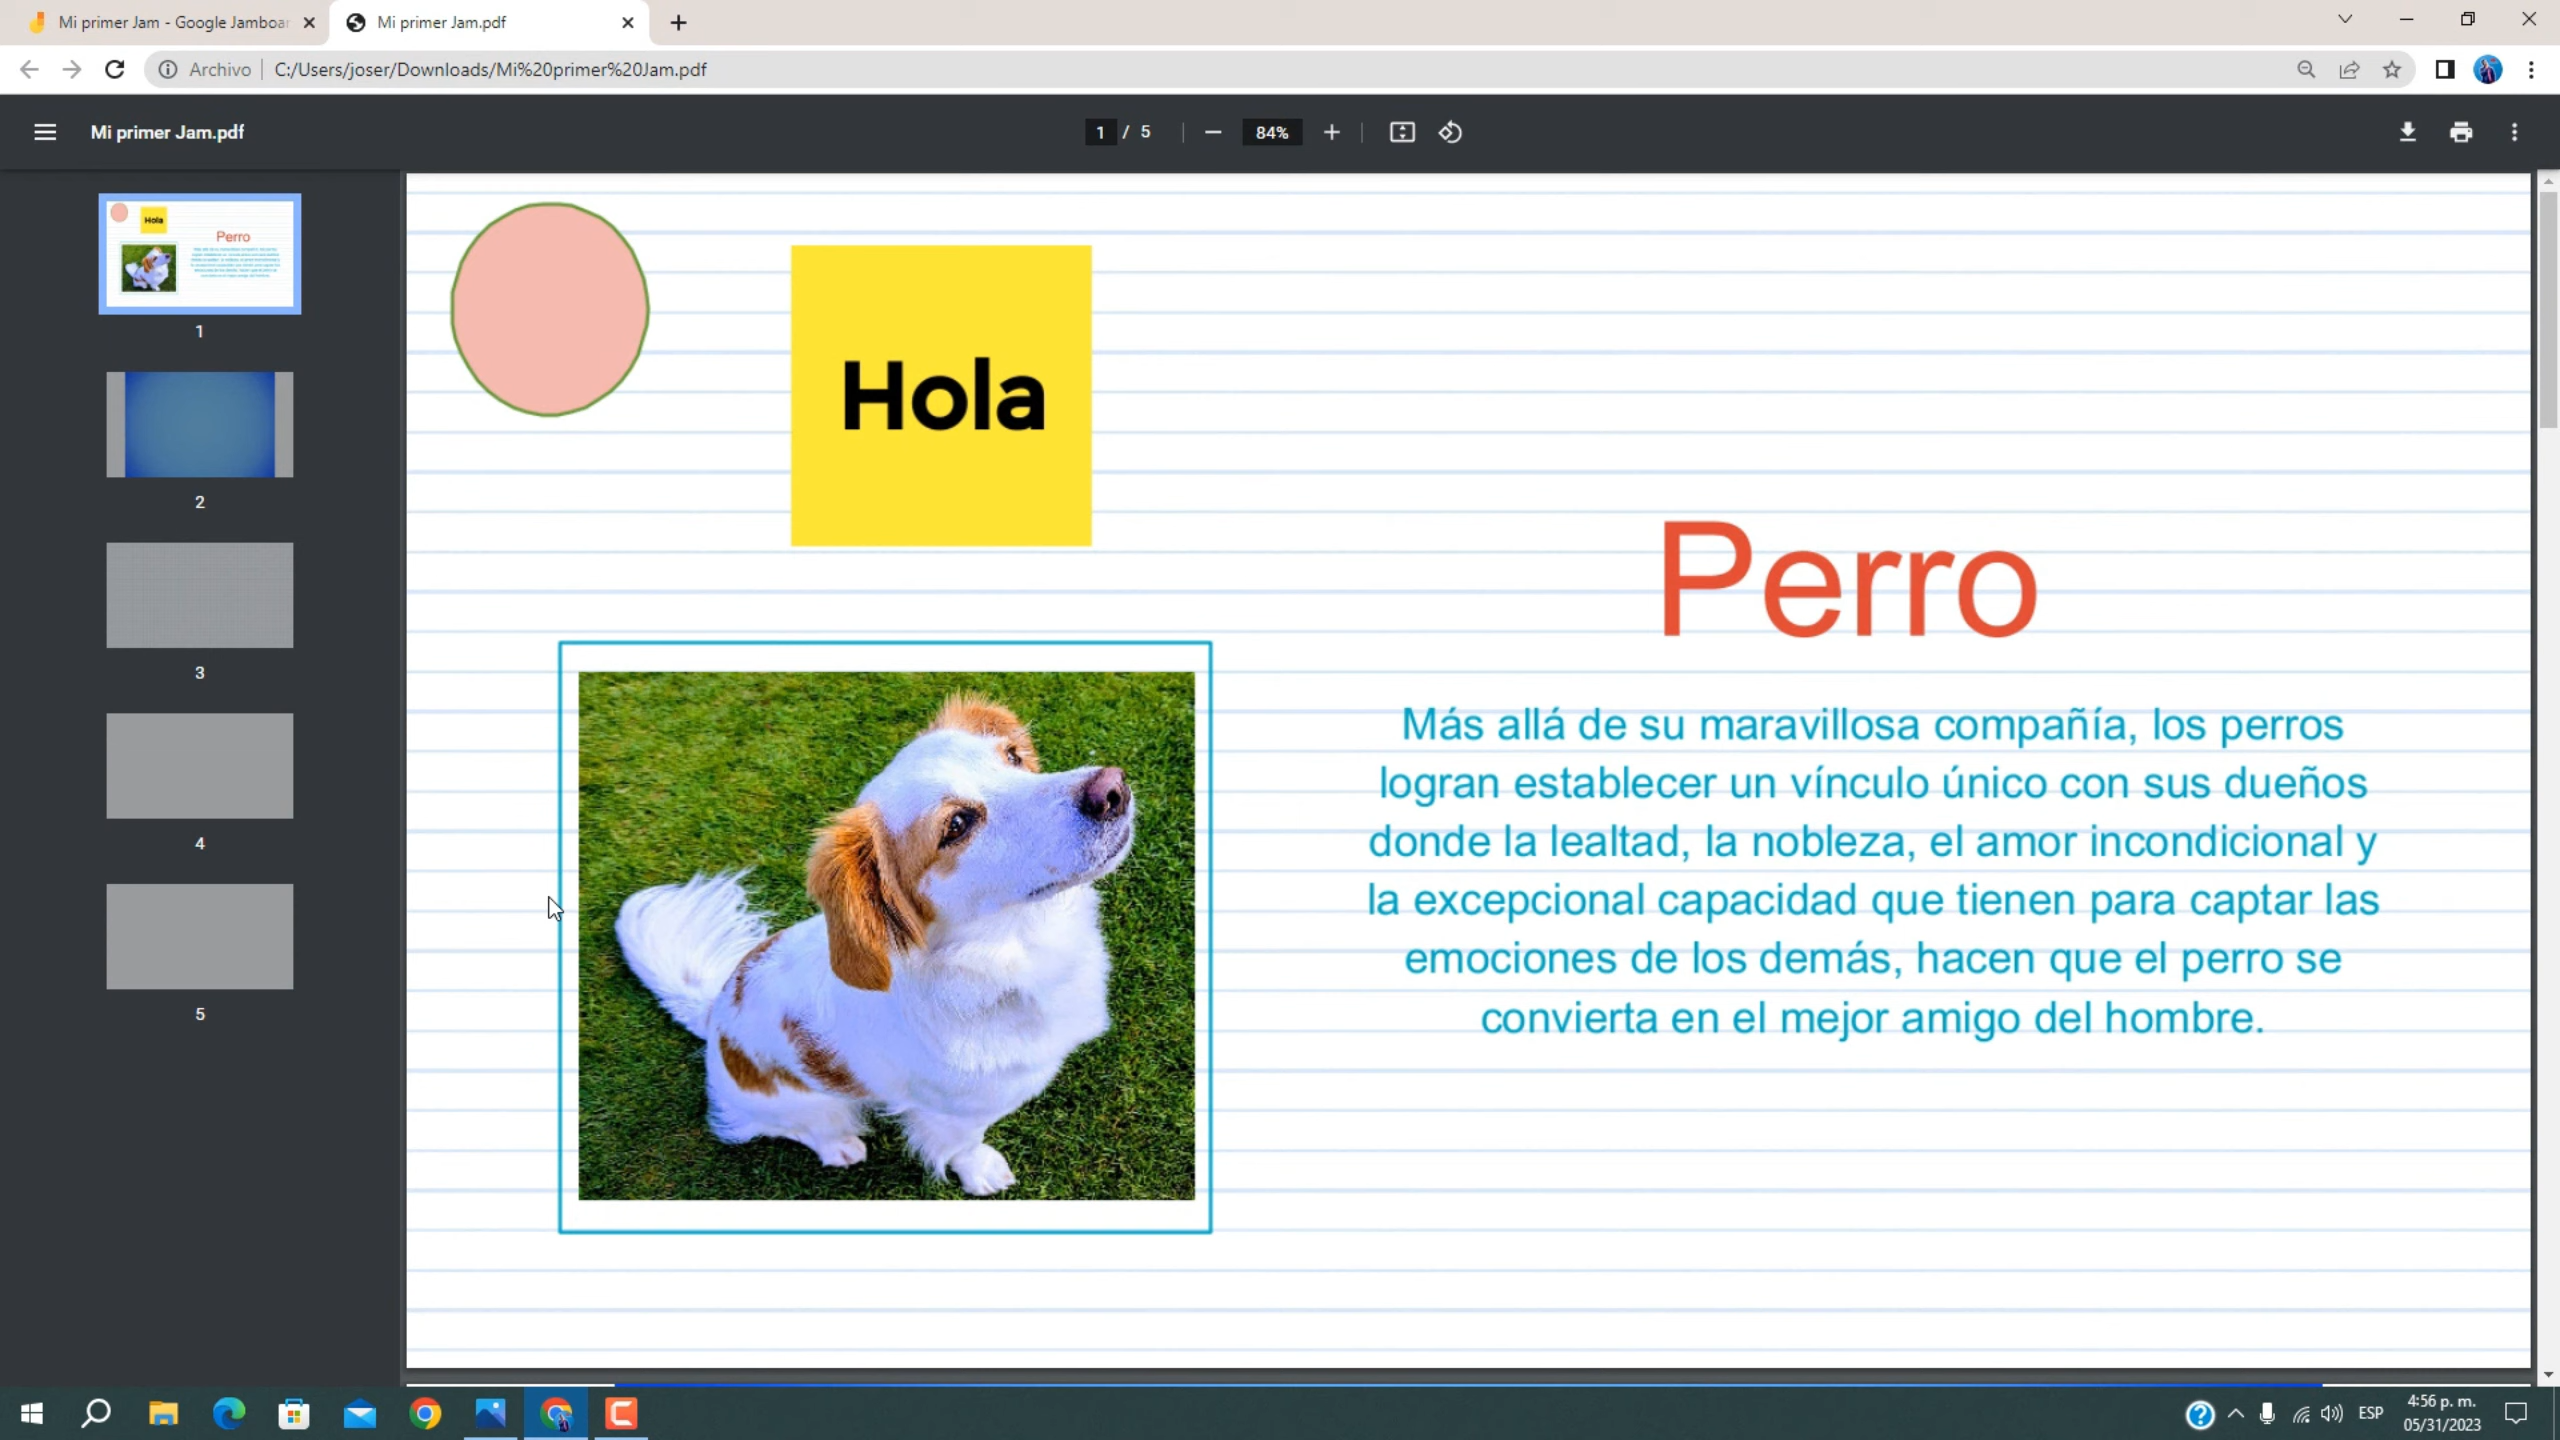 Mi primer Jam - Google Jamboar
Mi primer Jam.pdf
Archivo
C:/Users/joser/Downloads/Mi%20primer%20Jam.pdf
Mi primer Jam.pdf
1 / 5
84%
Hola
Perro
1
2
3
4
5
Hola
Perro
Más allá de su maravillosa compañía, los perros
logran establecer un vínculo único con sus dueños
donde la lealtad, la nobleza, el amor incondicional y
la excepcional capacidad que tienen para captar las
emociones de los demás, hacen que el perro se
convierta en el mejor amigo del hombre.
ESP
4:56 p. m.
05/31/2023